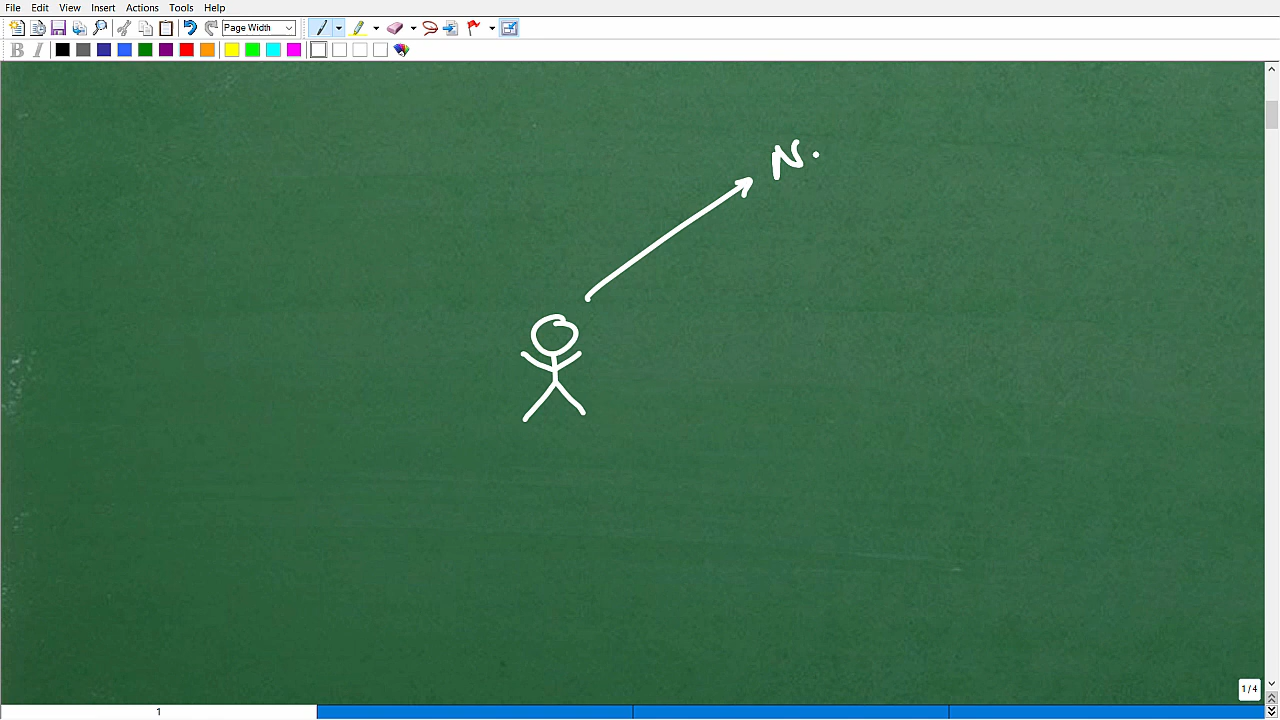 File Edit View Insert Actions Tools Help
Page Width
B I
N.
1 / 4
1